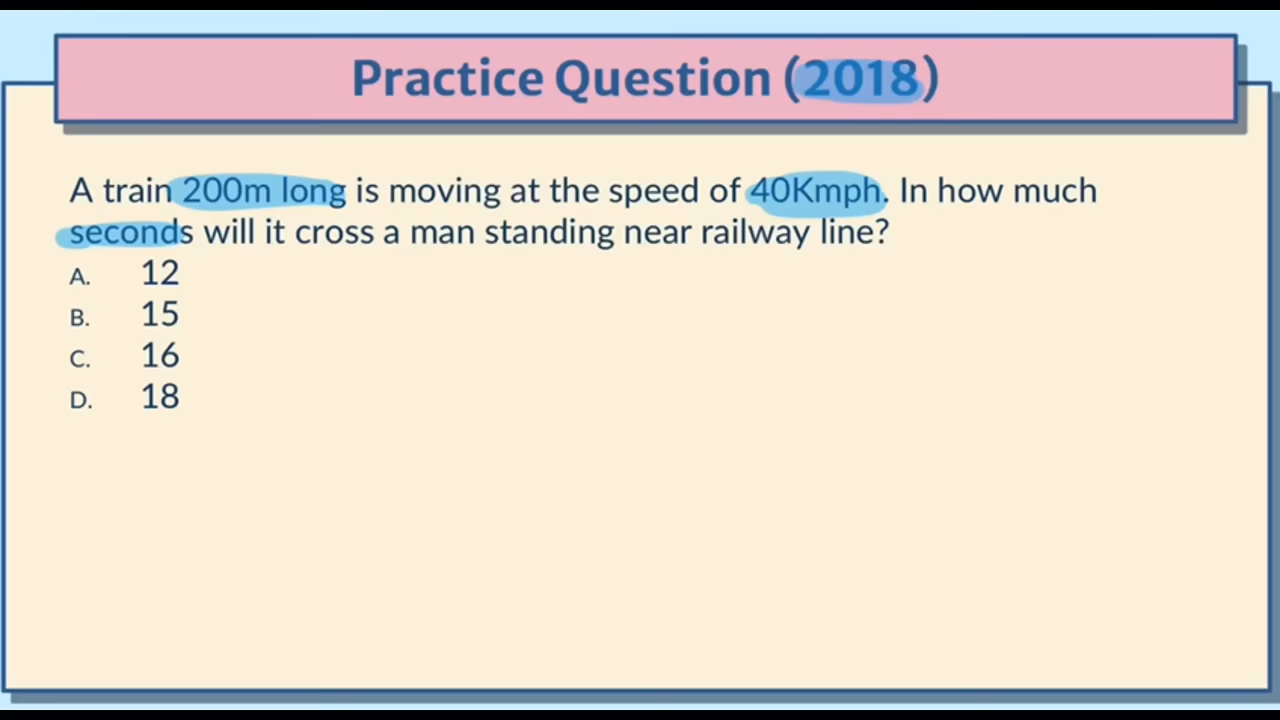 Practice Question (2018)
A train 200m long is moving at the speed of 40Kmph. In how much
seconds will it cross a man standing near railway line?
A. 12
B. 15
C. 16
D. 18